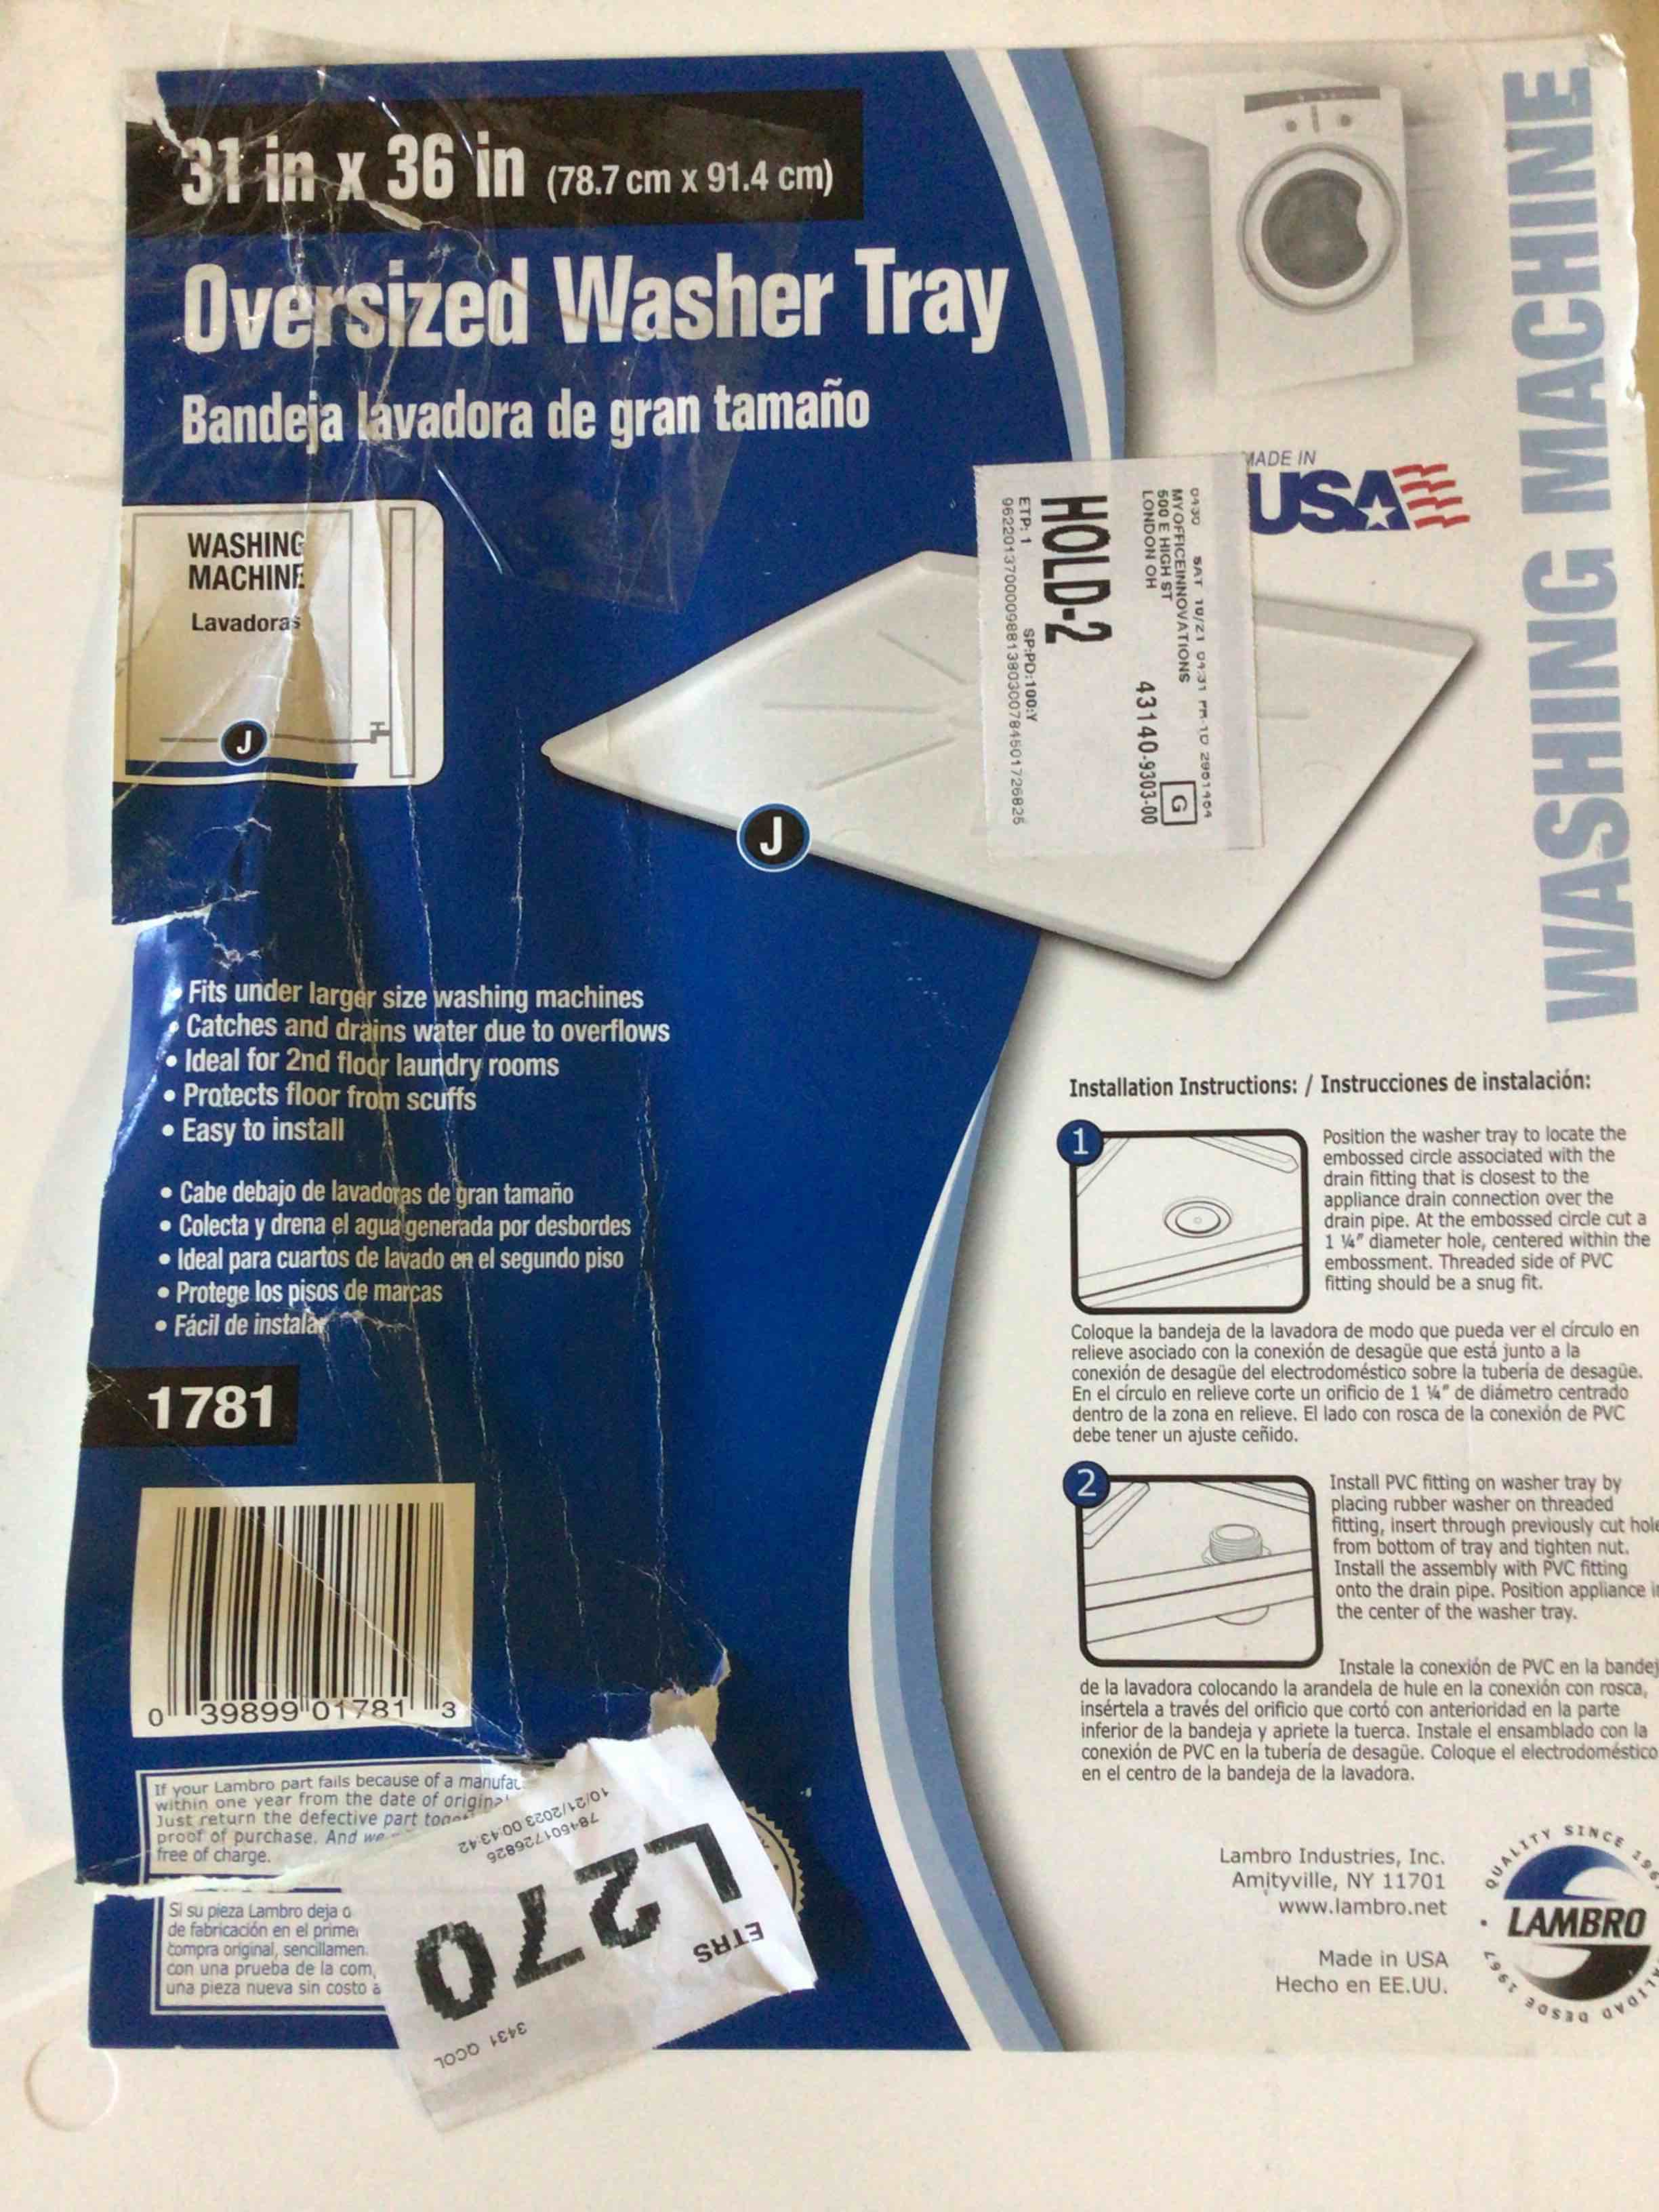 31 in x 36 in (78.7 cm x 91.4 cm)
Oversized Washer Tray
Bandeja lavadora de gran tamaño
WASHING
MACHINE
Lavadoras
J
J
• Fits under larger size washing machines
• Catches and drains water due to overflows
• Ideal for 2nd floor laundry rooms
• Protects floor from scuffs
• Easy to install
• Cabe debajo de lavadoras de gran tamaño
• Colecta y drena el agua generada por desbordes
• Ideal para cuartos de lavado en el segundo piso
• Protege los pisos de marcas
• Fácil de instalar
1781
0 39899 01781 3
If your Lambro part fails because of a manufac
within one year from the date of origina
Just return the defective part toget
proof of purchase. And we
free of charge.
Si su pieza Lambro deja
de fabricación en el primer
compra original, sencillamen
con una prueba de la com
una pieza nueva sin costo a
3431 QCOL
L270
ETRS
784601726825
10/21/2023 00:43:42
MADE IN
USA
SAT 10/21
MYOFFICEINNOVATIONS
500 E HIGH ST
LONDON OH
43140-9303-00
G
HOLD-2
ETP: 1 SP:PD:100:Y
WASHING MACHINE
Installation Instructions: / Instrucciones de instalación:
1
Position the washer tray to locate the
embossed circle associated with the
drain fitting that is closest to the
appliance drain connection over the
drain pipe. At the embossed circle cut a
1 ¼" diameter hole, centered within the
embossment. Threaded side of PVC
fitting should be a snug fit.
Coloque la bandeja de la lavadora de modo que pueda ver el círculo en
relieve asociado con la conexión de desagüe que está junto a la
conexión de desagüe del electrodoméstico sobre la tubería de desagüe.
En el círculo en relieve corte un orificio de 1 ¼" de diámetro centrado
dentro de la zona en relieve. El lado con rosca de la conexión de PVC
debe tener un ajuste ceñido.
2
Install PVC fitting on washer tray by
placing rubber washer on threaded
fitting, insert through previously cut hole
from bottom of tray and tighten nut.
Install the assembly with PVC fitting
onto the drain pipe. Position appliance in
the center of the washer tray.
Instale la conexión de PVC en la bandej
de la lavadora colocando la arandela de hule en la conexión con rosca,
insértela a través del orificio que cortó con anterioridad en la parte
inferior de la bandeja y apriete la tuerca. Instale el ensamblado con la
conexión de PVC en la tubería de desagüe. Coloque el electrodoméstico
en el centro de la bandeja de la lavadora.
Lambro Industries, Inc.
Amityville, NY 11701
www.lambro.net
Made in USA
Hecho en EE.UU.
QUALITY SINCE 196
• LAMBRO
ALIDAD DESDE 1967